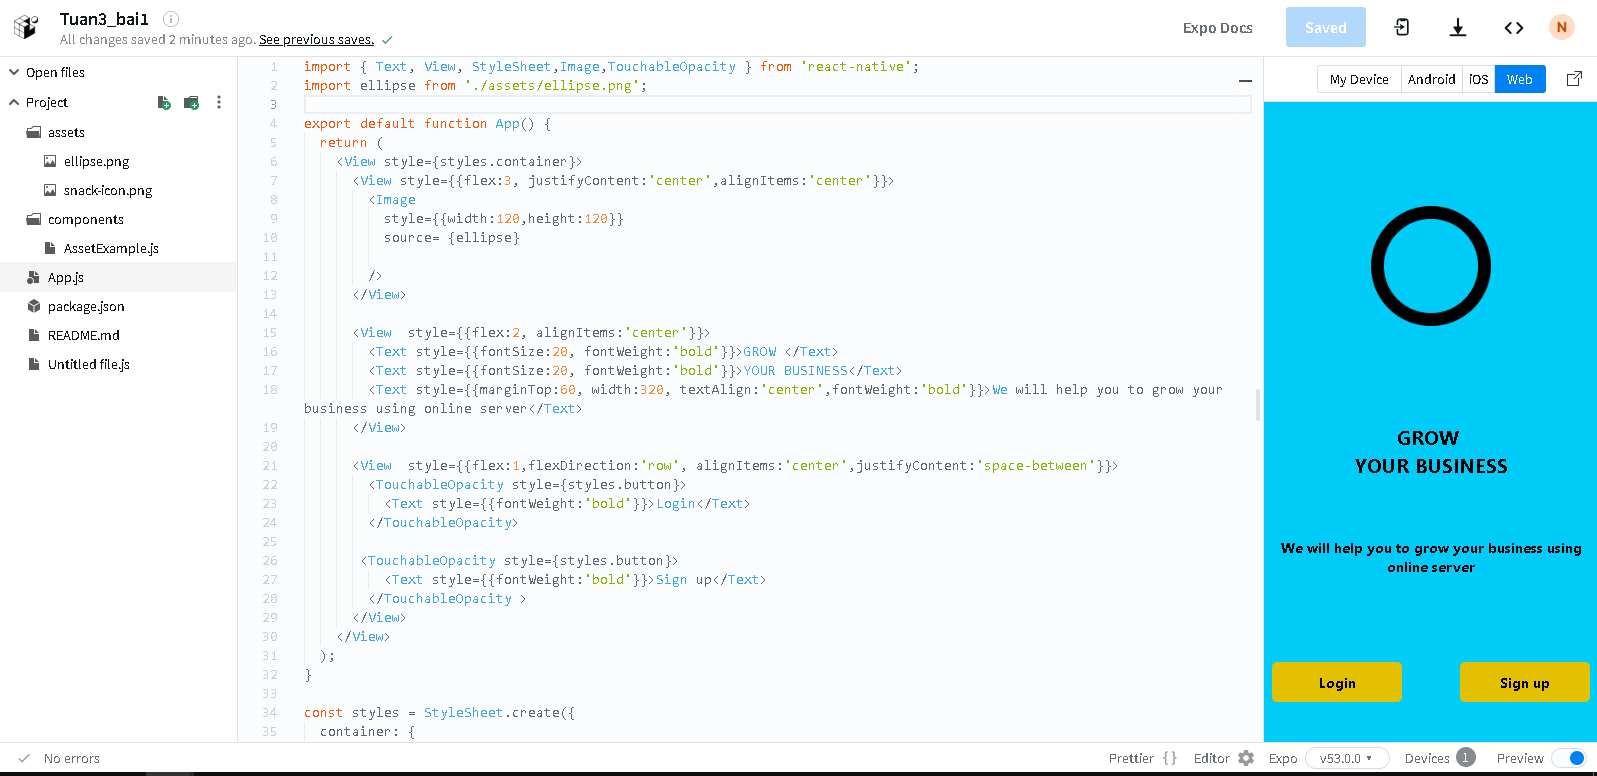 Tuan3_bai1
All changes saved 2 minutes ago. See previous saves.
Expo Docs
Saved
N
Open files
Project
assets
ellipse.png
snack-icon.png
components
AssetExample.js
App.js
package.json
README.md
Untitled file.js
1 import { Text, View, StyleSheet,Image,TouchableOpacity } from 'react-native';
2 import ellipse from './assets/ellipse.png';
3
4 export default function App() {
5 return (
6 <View style={styles.container}>
7 <View style={{flex:3, justifyContent:'center',alignItems:'center'}}>
8 <Image
9 style={{width:120,height:120}}
10 source= {ellipse}
11
12 />
13 </View>
14
15 <View  style={{flex:2, alignItems:'center'}}>
16 <Text style={{fontSize:20, fontWeight:'bold'}}>GROW </Text>
17 <Text style={{fontSize:20, fontWeight:'bold'}}>YOUR BUSINESS</Text>
18 <Text style={{marginTop:60, width:320, textAlign:'center',fontWeight:'bold'}}>We will help you to grow your
business using online server</Text>
19 </View>
20
21 <View  style={{flex:1,flexDirection:'row', alignItems:'center',justifyContent:'space-between'}}>
22 <TouchableOpacity style={styles.button}>
23 <Text style={{fontWeight:'bold'}}>Login</Text>
24 </TouchableOpacity>
25
26 <TouchableOpacity style={styles.button}>
27 <Text style={{fontWeight:'bold'}}>Sign up</Text>
28 </TouchableOpacity >
29 </View>
30 </View>
31 );
32 }
33
34 const styles = StyleSheet.create({
35 container: {
My Device Android iOS Web
GROW
YOUR BUSINESS
We will help you to grow your business using
online server
Login Sign up
No errors
Prettier {} Editor Expo v53.0.0 Devices 1 Preview